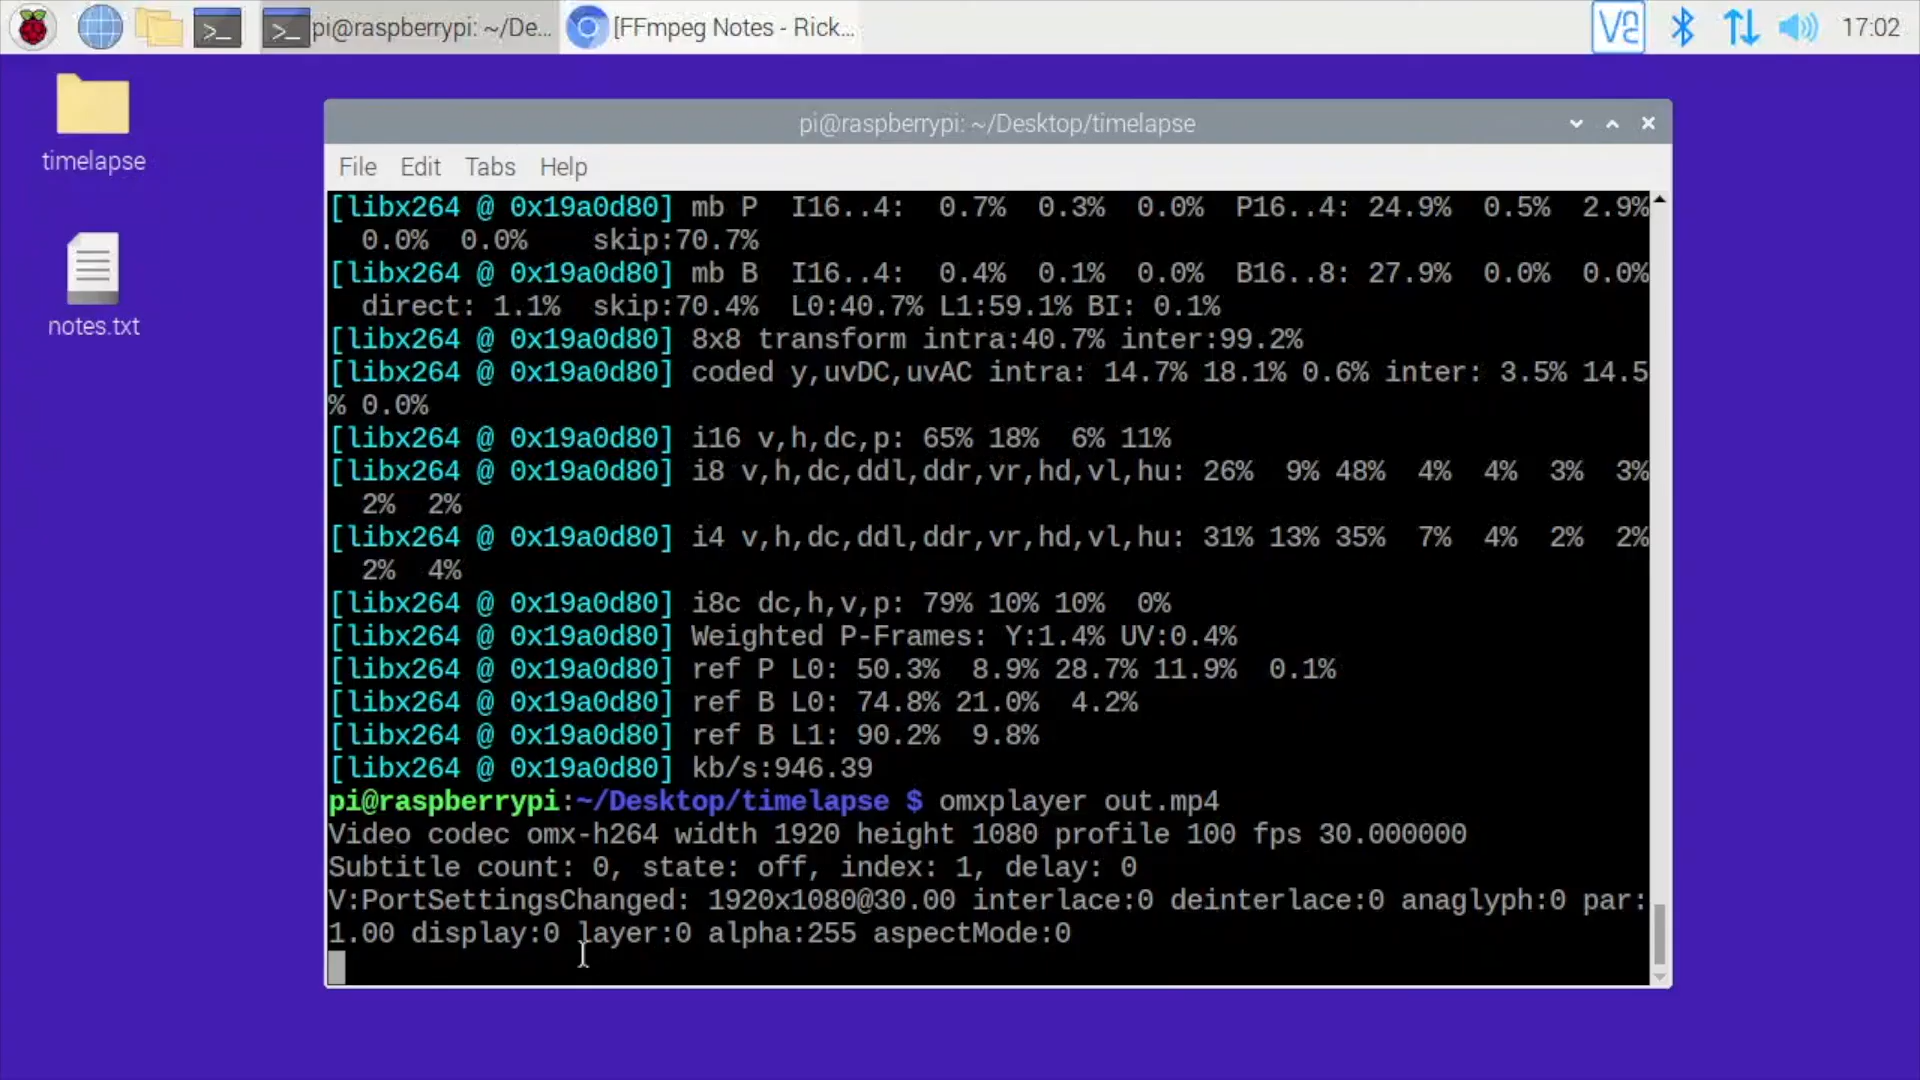 pi@raspberrypi: ~/De...
[FFmpeg Notes - Rick...
17:02
timelapse
notes.txt
pi@raspberrypi: ~/Desktop/timelapse
File Edit Tabs Help
[libx264 @ 0x19a0d80] mb P  I16..4:  0.7%  0.3%  0.0%  P16..4: 24.9%  0.5%  2.9%
  0.0%  0.0%    skip:70.7%
[libx264 @ 0x19a0d80] mb B  I16..4:  0.4%  0.1%  0.0%  B16..8: 27.9%  0.0%  0.0%
  direct: 1.1%  skip:70.4%  L0:40.7% L1:59.1% BI: 0.1%
[libx264 @ 0x19a0d80] 8x8 transform intra:40.7% inter:99.2%
[libx264 @ 0x19a0d80] coded y,uvDC,uvAC intra: 14.7% 18.1% 0.6% inter: 3.5% 14.5
% 0.0%
[libx264 @ 0x19a0d80] i16 v,h,dc,p: 65% 18%  6% 11%
[libx264 @ 0x19a0d80] i8 v,h,dc,ddl,ddr,vr,hd,vl,hu: 26%  9% 48%  4%  4%  3%  3%
  2%  2%
[libx264 @ 0x19a0d80] i4 v,h,dc,ddl,ddr,vr,hd,vl,hu: 31% 13% 35%  7%  4%  2%  2%
  2%  4%
[libx264 @ 0x19a0d80] i8c dc,h,v,p: 79% 10% 10%  0%
[libx264 @ 0x19a0d80] Weighted P-Frames: Y:1.4% UV:0.4%
[libx264 @ 0x19a0d80] ref P L0: 50.3%  8.9% 28.7% 11.9%  0.1%
[libx264 @ 0x19a0d80] ref B L0: 74.8% 21.0%  4.2%
[libx264 @ 0x19a0d80] ref B L1: 90.2%  9.8%
[libx264 @ 0x19a0d80] kb/s:946.39
pi@raspberrypi:~/Desktop/timelapse $ omxplayer out.mp4
Video codec omx-h264 width 1920 height 1080 profile 100 fps 30.000000
Subtitle count: 0, state: off, index: 1, delay: 0
V:PortSettingsChanged: 1920x1080@30.00 interlace:0 deinterlace:0 anaglyph:0 par:
1.00 display:0 layer:0 alpha:255 aspectMode:0